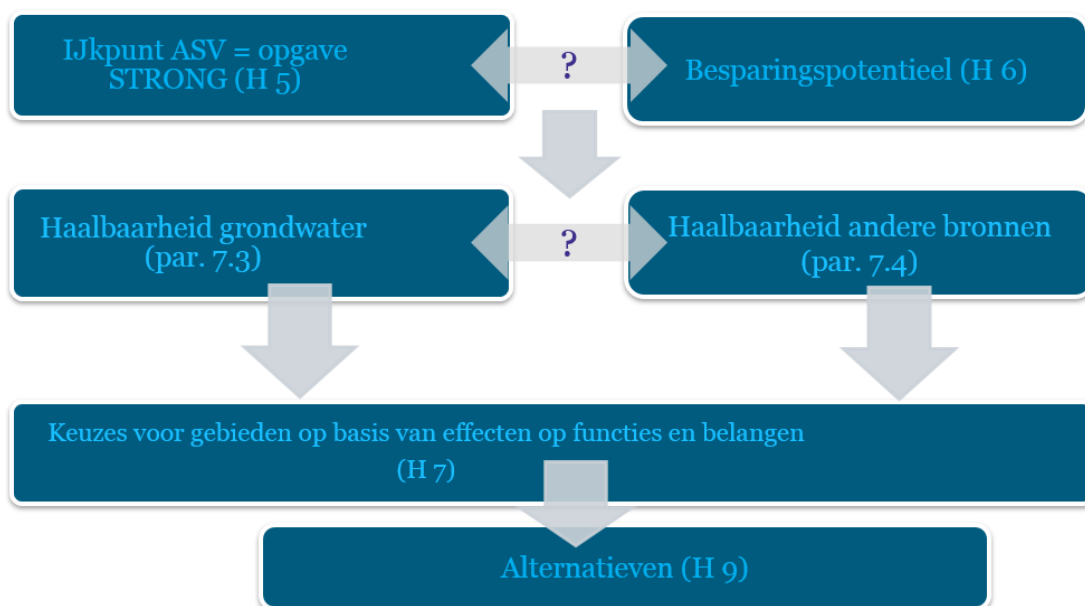 IJkpunt ASV = opgave
STRONG (H 5)
?
Besparingspotentieel (H 6)
Haalbaarheid grondwater
(par. 7.3)
?
Haalbaarheid andere bronnen
(par. 7.4)
Keuzes voor gebieden op basis van effecten op functies en belangen
(H 7)
Alternatieven (H 9)